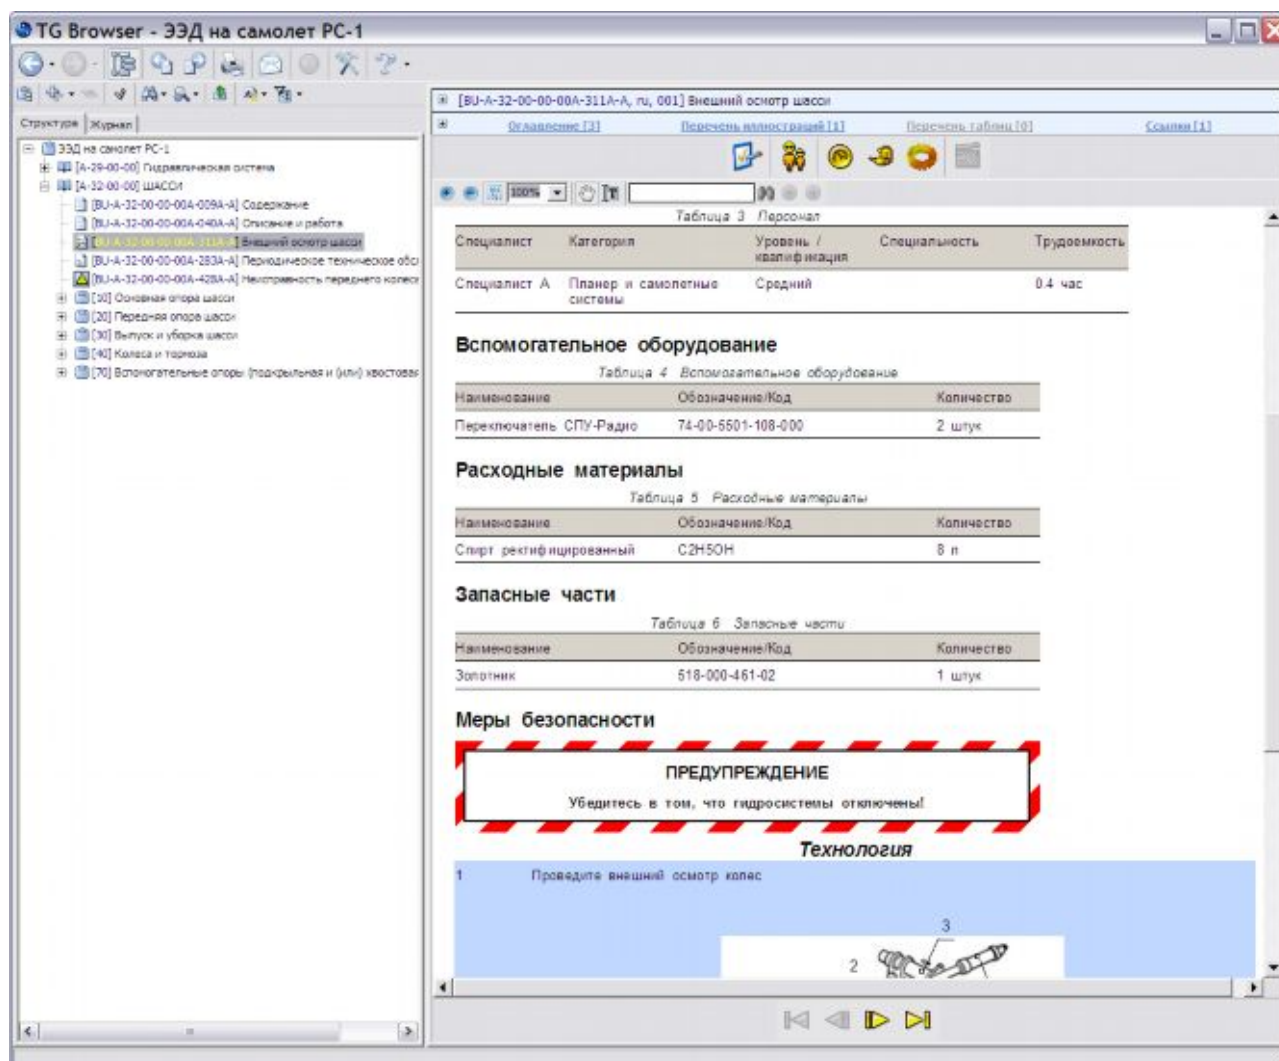 TG Browser - ЭЭД на самолет РС-1
Структура Журнал
ЭЭД на самолет РС-1
[A-29-00-00] Гидравлическая система
[A-32-00-00] ШАССИ
[BU-A-32-00-00-00A-009A-A] Содержание
[BU-A-32-00-00-00A-040A-A] Описание и работа
[BU-A-32-00-00-00A-311A-A] Внешний осмотр шасси
[BU-A-32-00-00-00A-283A-A] Периодическое техническое обс
[BU-A-32-00-00-00A-428A-A] Неисправность переднего колес
[10] Основная опора шасси
[20] Передняя опора шасси
[30] Выпуск и уборка шасси
[40] Колеса и тормоза
[70] Вспомогательные опоры (подкрыльная и (или) хвостовая
[BU-A-32-00-00-00A-311A-A, ru, 001] Внешний осмотр шасси
Оглавление [3] Перечень иллюстраций [1] Перечень таблиц [0] Ссылки [1]
100%
Таблица 3 Персонал
Специалист Категория Уровень / квалификация Специальность Трудоемкость
Специалист А Планер и самолетные системы Средний 0.4 час
Вспомогательное оборудование
Таблица 4 Вспомогательное оборудование
Наименование Обозначение/Код Количество
Переключатель СПУ-Радио 74-00-5501-108-000 2 штук
Расходные материалы
Таблица 5 Расходные материалы
Наименование Обозначение/Код Количество
Спирт ректифицированный C2H5OH 8 л
Запасные части
Таблица 6 Запасные части
Наименование Обозначение/Код Количество
Золотник 518-000-461-02 1 штук
Меры безопасности
ПРЕДУПРЕЖДЕНИЕ
Убедитесь в том, что гидросистемы отключены!
Технология
1 Проведите внешний осмотр колес
3
2